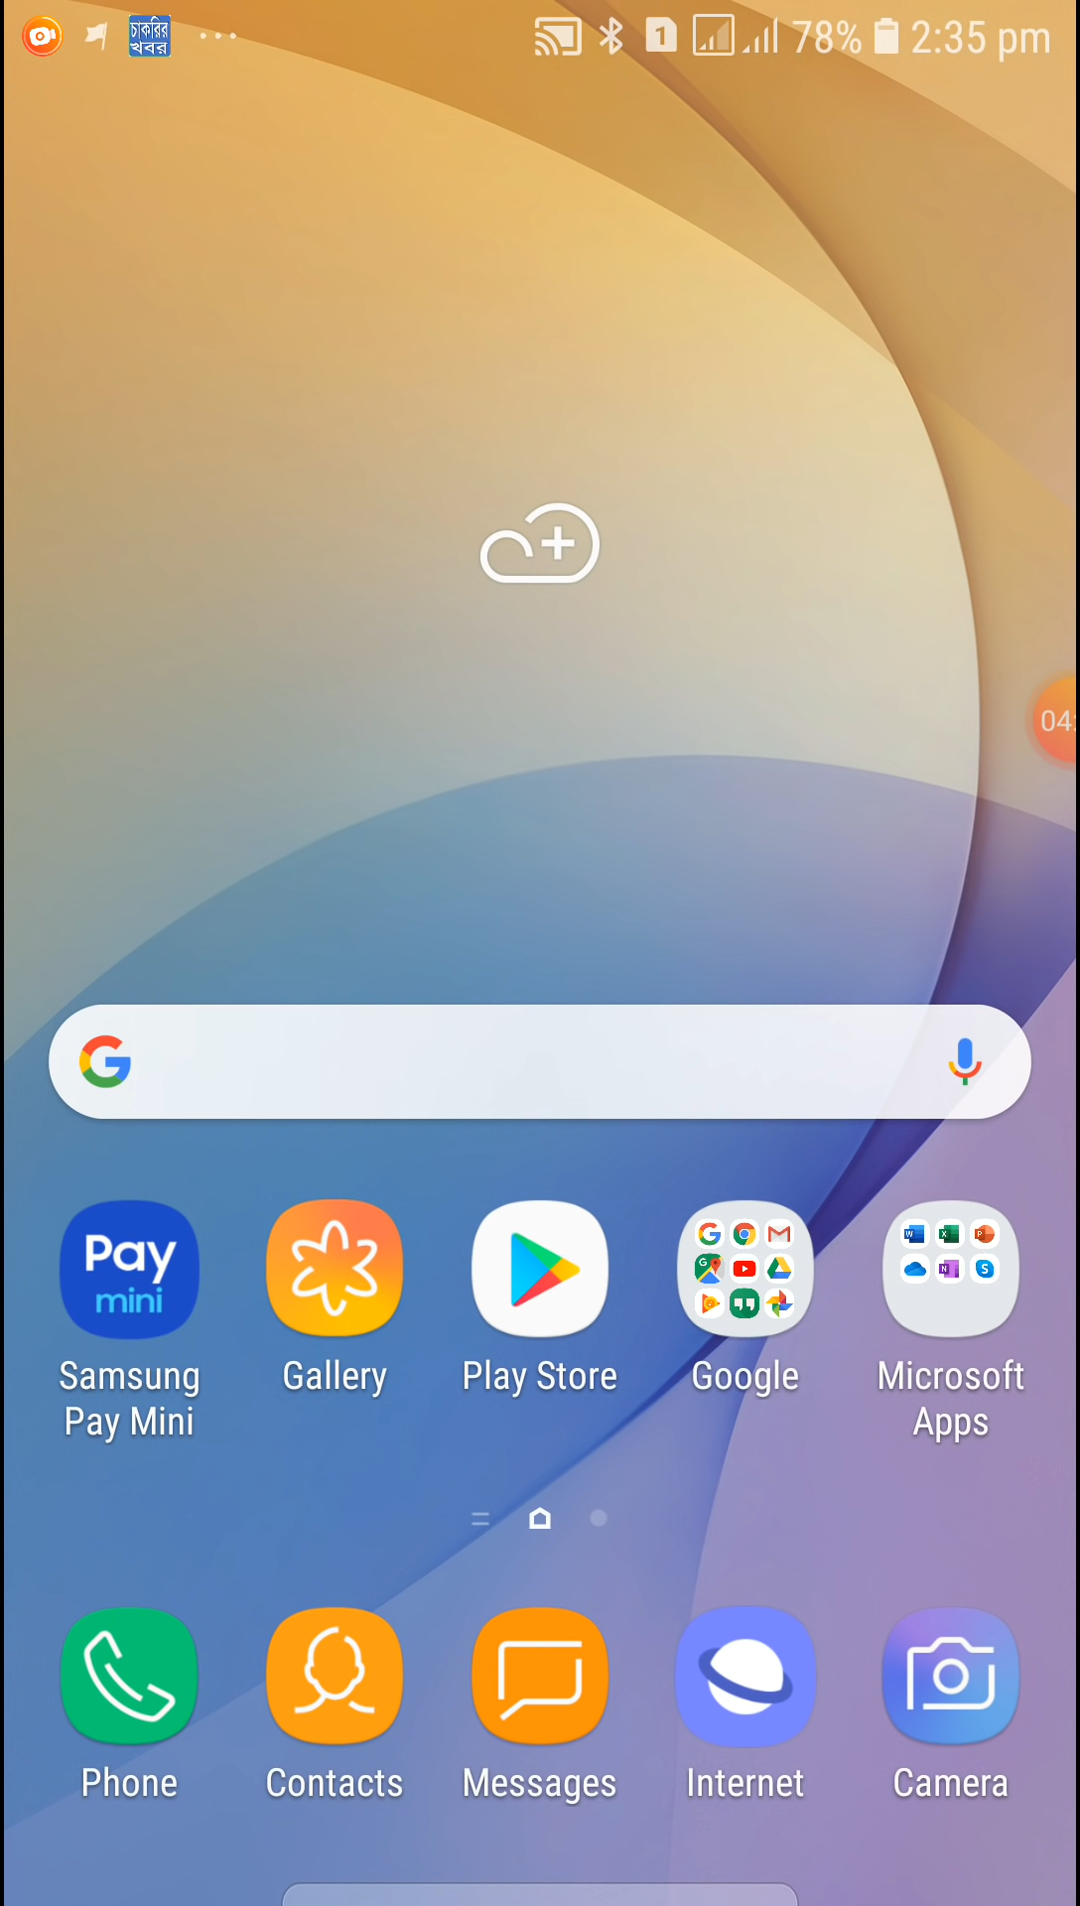 চাকরির
খবর
1
78%
2:35 pm
04:
Pay
mini
Samsung
Pay Mini
Gallery
Play Store
Google
Microsoft
Apps
Phone
Contacts
Messages
Internet
Camera